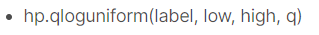 • hp.qloguniform(label, low, high, q)